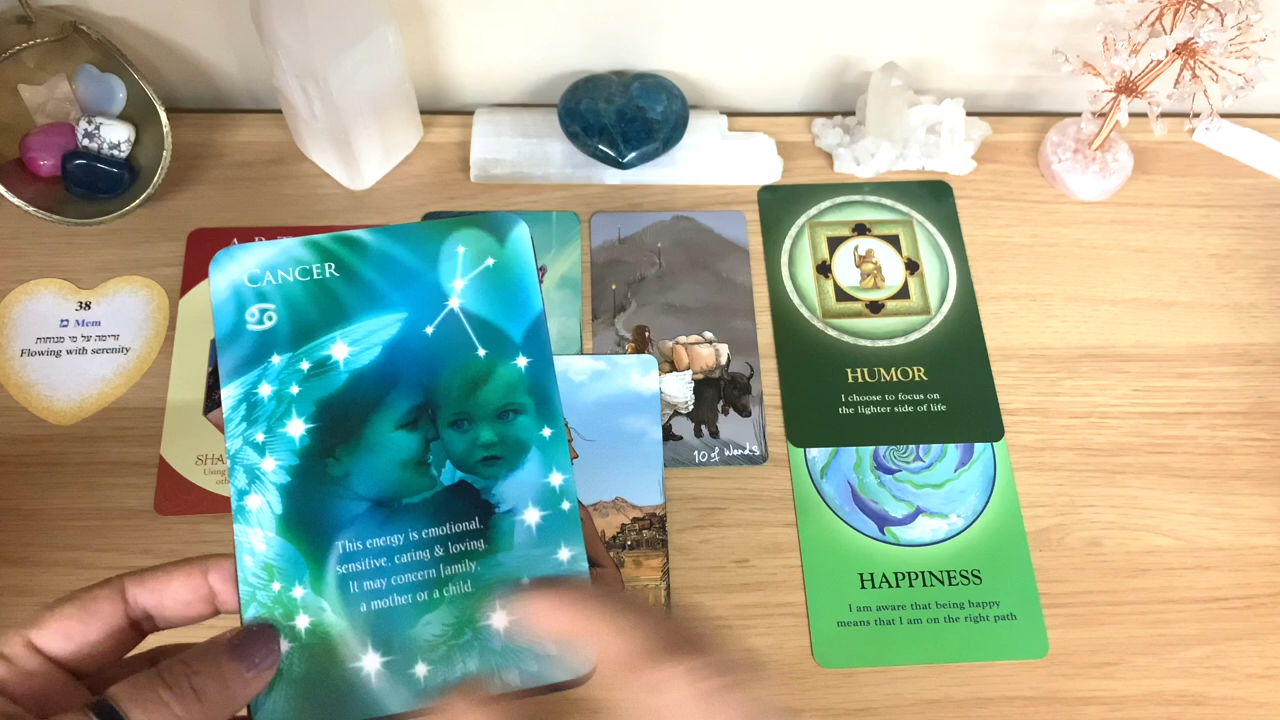 38
מ Mem
זרימה על מי מנוחות
Flowing with serenity
CANCER
♋
This energy is emotional,
sensitive, caring & loving.
It may concern family,
a mother or a child.
10 of Wands
HUMOR
I choose to focus on
the lighter side of life
HAPPINESS
I am aware that being happy
means that I am on the right path
Using